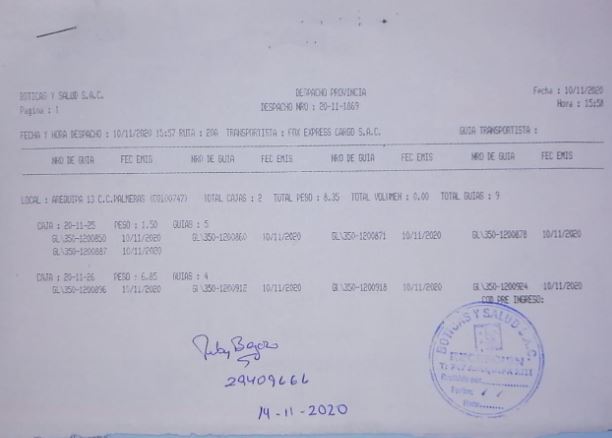 BOTICAS Y SALUD S.A.C. DESPACHO PROVINCIA Fecha : 10/11/2020
Pagina : 1 DESPACHO NRO : 20-11-1869 Hora : 15:58
FECHA Y HORA DESPACHO : 10/11/2020 15:57 RUTA : 20A TRANSPORTISTA : FOX EXPRESS CARGO S.A.C. GUIA TRANSPORTISTA :
NRO DE GUIA FEC EMIS NRO DE GUIA FEC EMIS NRO DE GUIA FEC EMIS NRO DE GUIA FEC EMIS
LOCAL : AREQUIPA 13 C.C.PALMERAS (C0100747) TOTAL CAJAS : 2 TOTAL PESO : 8.35 TOTAL VOLUMEN : 0.00 TOTAL GUIAS : 9
CAJA : 20-11-25 PESO : 1.50 GUIAS : 5
GL\350-1200850 10/11/2020 GL\350-1200860 10/11/2020 GL\350-1200871 10/11/2020 GL\350-1200878 10/11/2020
GL\350-1200887 10/11/2020
CAJA : 20-11-26 PESO : 6.85 GUIAS : 4
GL\350-1200896 10/11/2020 GL\350-1200912 10/11/2020 GL\350-1200918 10/11/2020 GL\350-1200924 10/11/2020
COD.PRE INGRESO:
BOTICAS Y SALUD S.A.C.
RECEPCION
Fecha:
Hora:
29409666
14-11-2020